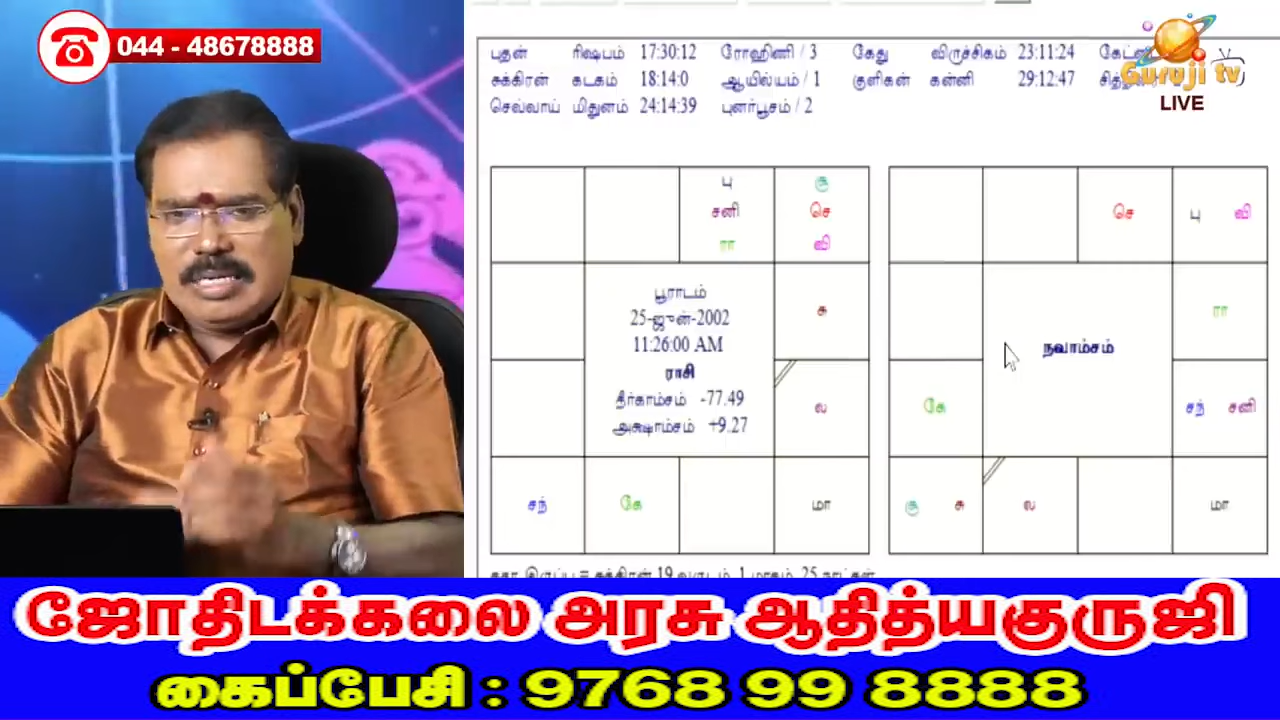 044 - 48678888
Guruji tv
LIVE
புதன் ரிஷபம் 17:30:12 ரோஹிணி / 3 கேது விருச்சிகம் 23:11:24
சுக்கிரன் கடகம் 18:14:0 ஆயில்யம் / 1 குளிகன் கன்னி 29:12:47
செவ்வாய் மிதுனம் 24:14:39 புனர்பூசம் / 2
பு
கு
சனி
செ
ரா
வி
சு
ல
சந்
கே
மா
பூராடம்
25-ஜுன்-2002
11:26:00 AM
ராசி
தீர்காம்சம் -77.49
அசுஷாம்சம் +9.27
செ
பு வி
ரா
நவாம்சம்
கே
சந் சனி
கு சு
ல
மா
ஜோதிடக்கலை அரசு ஆதித்யகுருஜி
கைப்பேசி : 9768 99 8888